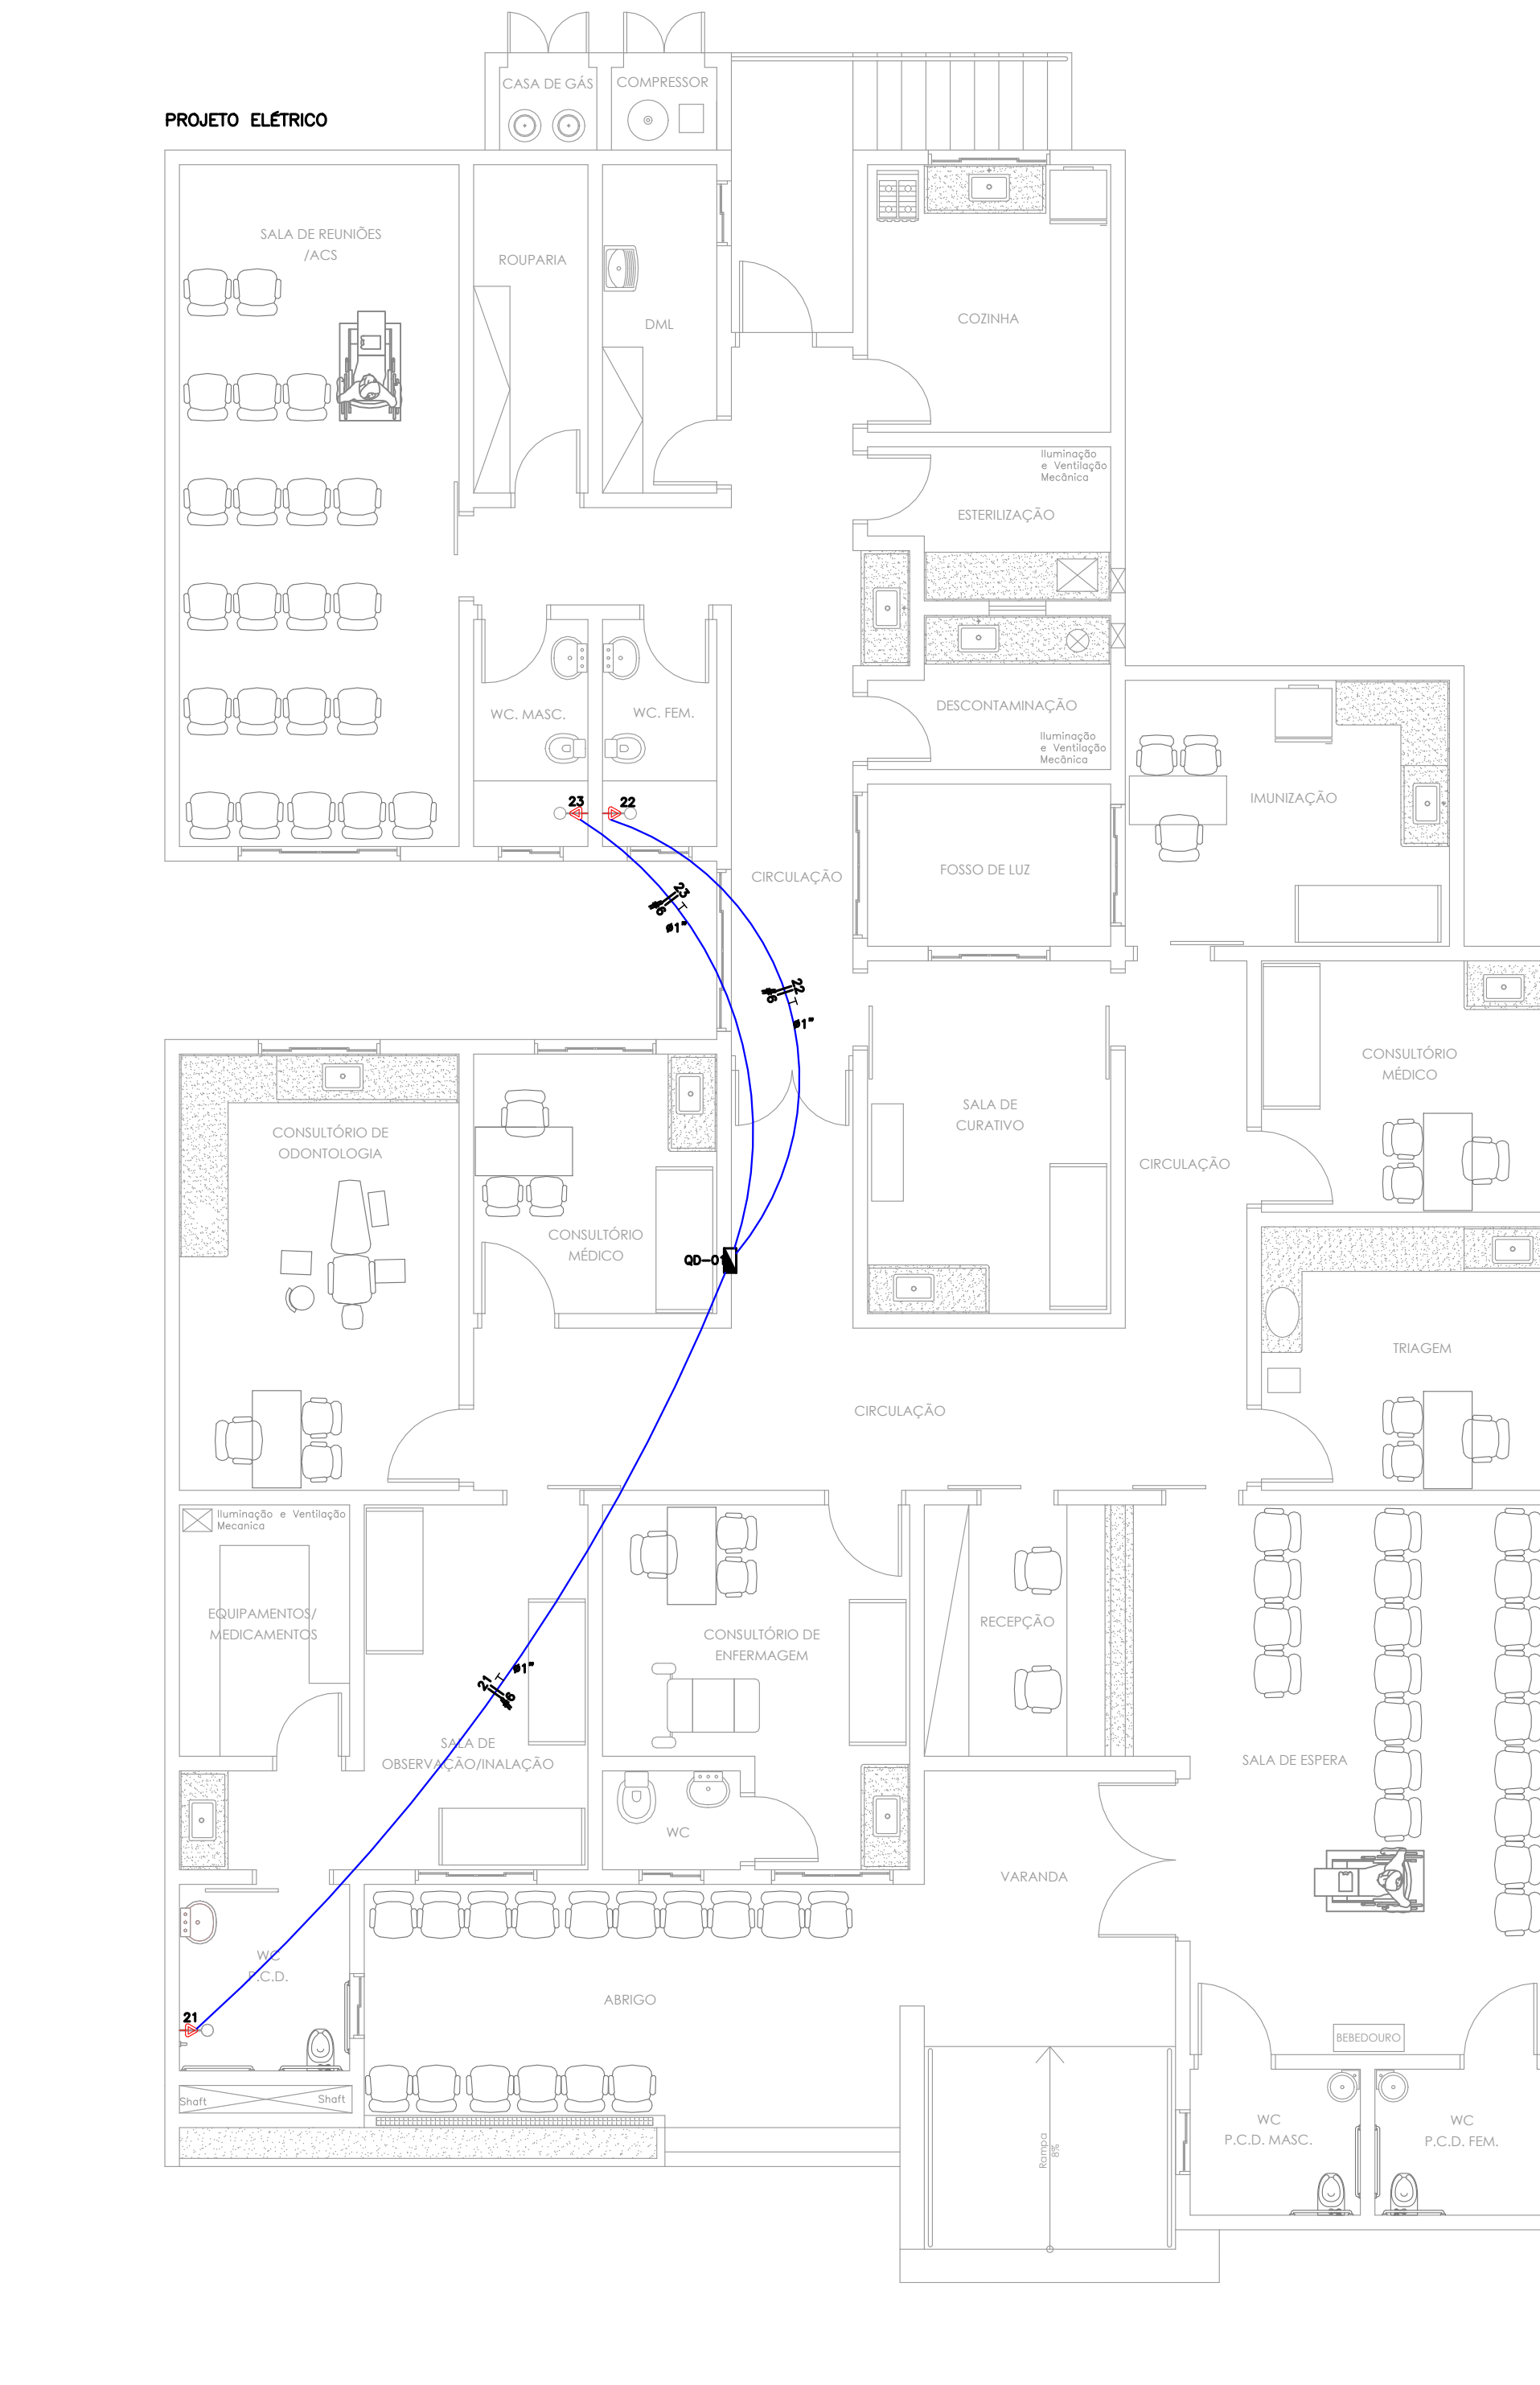 CASA DE GÁS
COMPRESSOR
PROJETO ELÉTRICO
SALA DE REUNIÕES
/ACS
ROUPARIA
DML
COZINHA
Iluminação
e Ventilação
Mecânica
ESTERILIZAÇÃO
WC. MASC.
WC. FEM.
DESCONTAMINAÇÃO
Iluminação
e Ventilação
Mecânica
IMUNIZAÇÃO
23
22
CIRCULAÇÃO
FOSSO DE LUZ
23
#6
ø1"
22
#6
ø1"
CONSULTÓRIO
MÉDICO
SALA DE
CURATIVO
CONSULTÓRIO DE
ODONTOLOGIA
CIRCULAÇÃO
CONSULTÓRIO
MÉDICO
QD-01
TRIAGEM
CIRCULAÇÃO
Iluminação e Ventilação
Mecanica
EQUIPAMENTOS/
MEDICAMENTOS
CONSULTÓRIO DE
ENFERMAGEM
RECEPÇÃO
21
#6
ø1"
SALA DE
OBSERVAÇÃO/INALAÇÃO
SALA DE ESPERA
WC
VARANDA
WC
P.C.D.
ABRIGO
21
BEBEDOURO
Shaft
Shaft
WC
P.C.D. MASC.
WC
P.C.D. FEM.
Rampa
8%